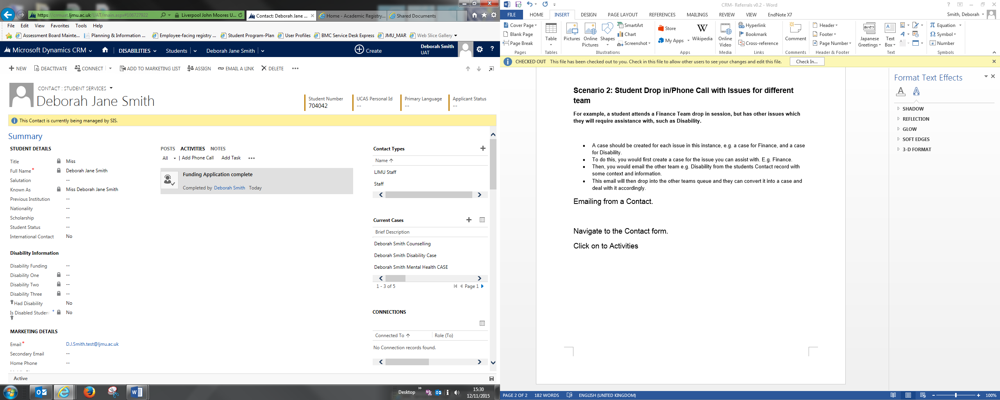 https://crmuat.ljmu.ac.uk/UAT/main.aspx#106727922
Liverpool John Moores U...
Contact: Deborah Jane ...
Home - Academic Registry...
Shared Documents
File Edit View Favorites Tools Help
Assessment Board Mainte... Planning & Information ... Employee-facing registry ... Student Program-Plan User Profiles BMC Service Desk Express JMU_MAR Web Slice Gallery
Microsoft Dynamics CRM DISABILITIES Students Deborah Jane Smith Create Deborah Smith
UAT ?
NEW DEACTIVATE CONNECT ADD TO MARKETING LIST ASSIGN EMAIL A LINK DELETE •••
CONTACT : STUDENT SERVICES
Deborah Jane Smith
Student Number
704042
UCAS Personal Id
--
Primary Language
--
Applicant Status
--
This Contact is currently being managed by SIS.
Summary
STUDENT DETAILS
Title Miss
Full Name* Deborah Jane Smith
Salutation --
Known As Miss Deborah Jane Smith
Previous Institution --
Nationality --
Scholarship --
Student Status --
International Contact No
Disability Information
Disability Funding --
Disability One --
Disability Two --
Disability Three --
Had Disability No
Is Disabled Studen + No
MARKETING DETAILS
Email* D.J.Smith.test@ljmu.ac.uk
Secondary Email --
Home Phone --
POSTS ACTIVITIES NOTES
All | Add Phone Call Add Task •••
Funding Application complete
Completed by Deborah Smith Today
Contact Types +
Name
LJMU Staff
Staff
Current Cases +
Brief Description
Deborah Smith Counselling
Deborah Smith Disability Case
Deborah Smith Mental Health CASE
1 - 3 of 5 Page 1
CONNECTIONS
Connected To Role (To)
No Connection records found.
Active
Desktop
15:30
12/11/2015
CRM- Referrals v0.2 - Word
FILE HOME INSERT DESIGN PAGE LAYOUT REFERENCES MAILINGS REVIEW VIEW EndNote X7 Smith, Deborah
Cover Page
Blank Page
Page Break
Pages
Table
Tables
Pictures
Online
Pictures
Shapes
SmartArt
Chart
Screenshot
Illustrations
Store
My Apps
Wikipedia
Apps
Online
Video
Media
Hyperlink
Bookmark
Cross-reference
Links
Comment
Comments
Header
Footer
Page Number
Header & Footer
Japanese
Greetings
Text
Box
Text
Equation
Symbol
Number
Symbols
CHECKED OUT This file has been checked out to you. Check in this file to allow other users to see your changes and edit this file. Check In...
Scenario 2: Student Drop in/Phone Call with Issues for different
team
For example, a student attends a Finance Team drop in session, but has other issues which
they will require assistance with, such as Disability.
• A case should be created for each issue in this instance, e.g. a case for Finance, and a case
for Disability.
• To do this, you would first create a case for the issue you can assist with. E.g. Finance.
• Then, you would email the other team e.g. Disability from the students Contact record with
some context and information.
• This email will then drop into the other teams queue and they can convert it into a case and
deal with it accordingly.
Emailing from a Contact.
Navigate to the Contact form.
Click on to Activities
Format Text Effects
SHADOW
REFLECTION
GLOW
SOFT EDGES
3-D FORMAT
PAGE 2 OF 2 182 WORDS ENGLISH (UNITED KINGDOM) 100%